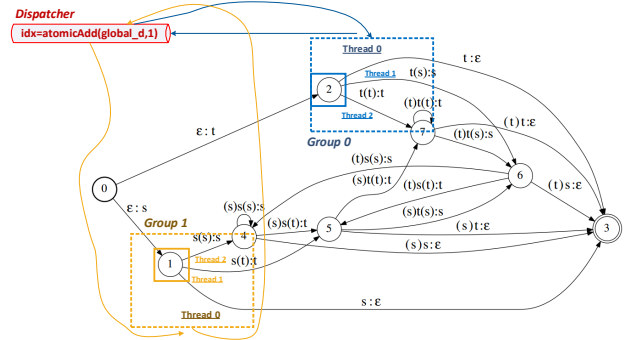 Dispatcher
idx=atomicAdd(global_d,1)
Thread 0
t :ε
Thread 1
t(s):s
2
t(t):t
Thread 2
(t)t(t):t
7
(t)t:ε
(t)t(s):s
Group 0
ε : t
(t)s(s):s
(s)t(t):t
(t)s(t):t
6
(t)s:ε
0
ε : s
(s)s(s):s
(s)t(s):s
Group 1
s(s):s
4
(s)s(t):t
5
(s)t:ε
3
1
Thread 2
s(t):t
(s)s:ε
Thread 1
s :ε
Thread 0